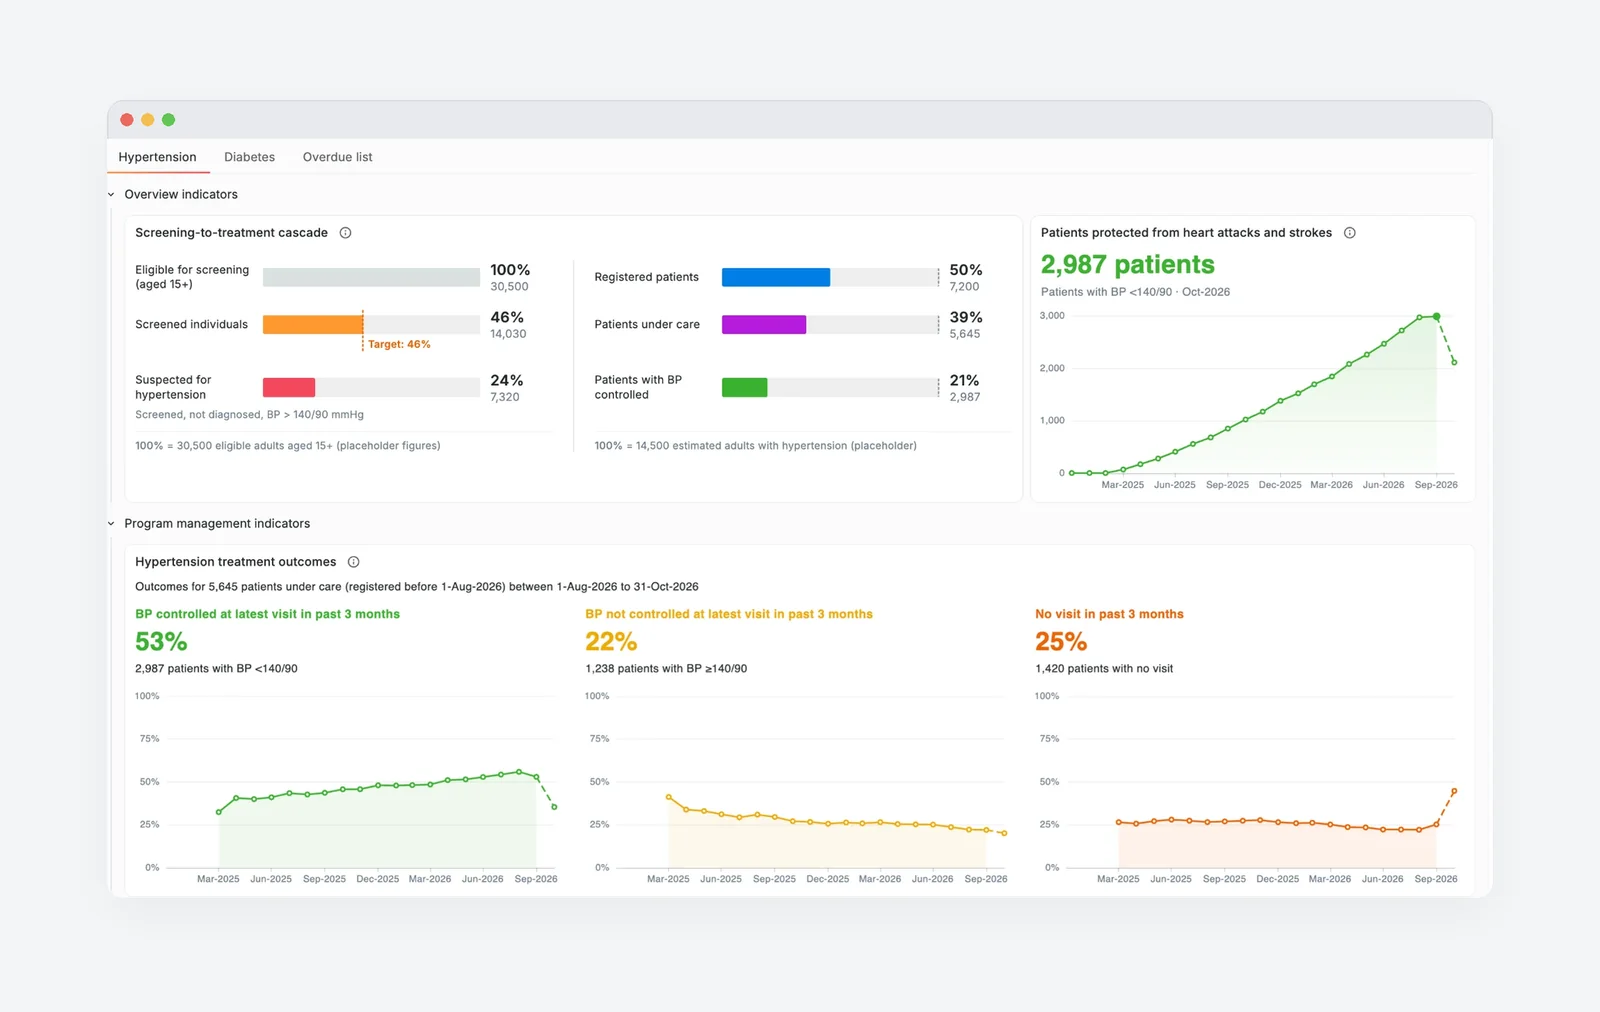 Hypertension
Diabetes
Overdue list
Overview indicators
Screening-to-treatment cascade
Eligible for screening
(aged 15+)
100%
30,500
Screened individuals
46%
14,030
Target: 46%
Suspected for
hypertension
24%
7,320
Screened, not diagnosed, BP > 140/90 mmHg
100% = 30,500 eligible adults aged 15+ (placeholder figures)
Registered patients
50%
7,200
Patients under care
39%
5,645
Patients with BP
controlled
21%
2,987
100% = 14,500 estimated adults with hypertension (placeholder)
Patients protected from heart attacks and strokes
2,987 patients
Patients with BP <140/90 · Oct-2026
3,000
2,000
1,000
0
Mar-2025 Jun-2025 Sep-2025 Dec-2025 Mar-2026 Jun-2026 Sep-2026
Program management indicators
Hypertension treatment outcomes
Outcomes for 5,645 patients under care (registered before 1-Aug-2026) between 1-Aug-2026 to 31-Oct-2026
BP controlled at latest visit in past 3 months
53%
2,987 patients with BP <140/90
100%
75%
50%
25%
0%
Mar-2025 Jun-2025 Sep-2025 Dec-2025 Mar-2026 Jun-2026 Sep-2026
BP not controlled at latest visit in past 3 months
22%
1,238 patients with BP ≥140/90
100%
75%
50%
25%
0%
Mar-2025 Jun-2025 Sep-2025 Dec-2025 Mar-2026 Jun-2026 Sep-2026
No visit in past 3 months
25%
1,420 patients with no visit
100%
75%
50%
25%
0%
Mar-2025 Jun-2025 Sep-2025 Dec-2025 Mar-2026 Jun-2026 Sep-2026